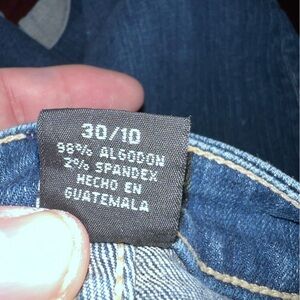 30/10
98% ALGODON
2% SPANDEX
HECHO EN
GUATEMALA